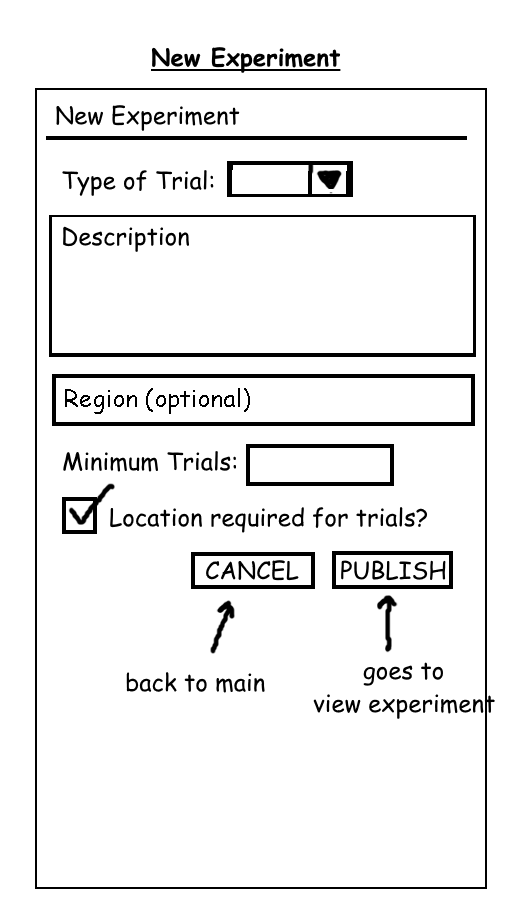 New Experiment
New Experiment
Type of Trial:
Description
Region (optional)
Minimum Trials:
Location required for trials?
CANCEL PUBLISH
back to main
goes to
view experiment